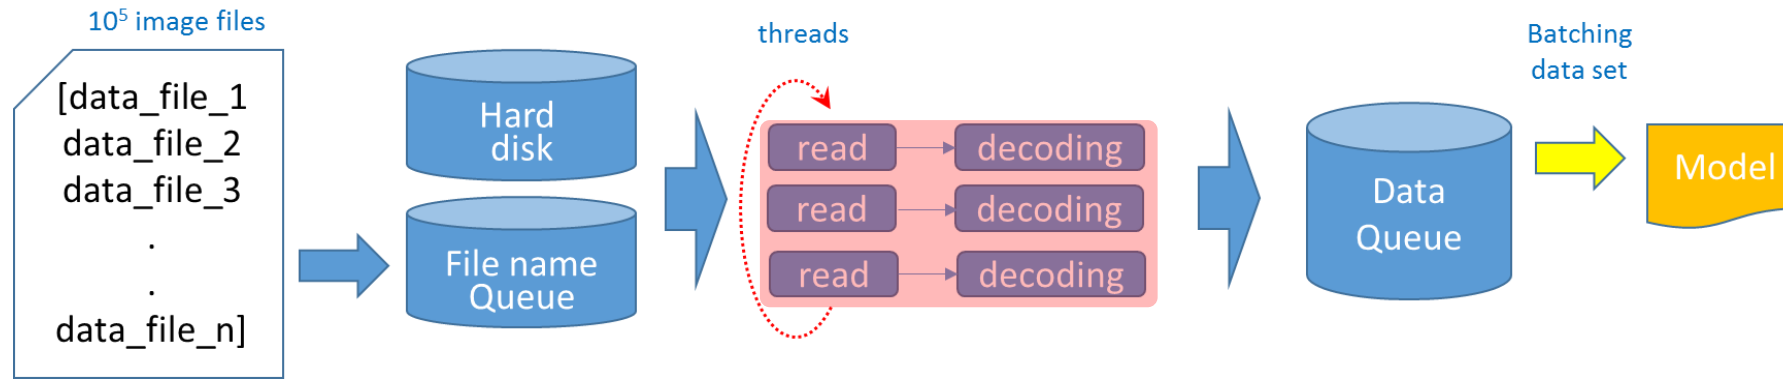 10⁵ image files
[data_file_1
data_file_2
data_file_3
.
.
data_file_n]
Hard
disk
File name
Queue
threads
read
decoding
read
decoding
read
decoding
Data
Queue
Batching
data set
Model